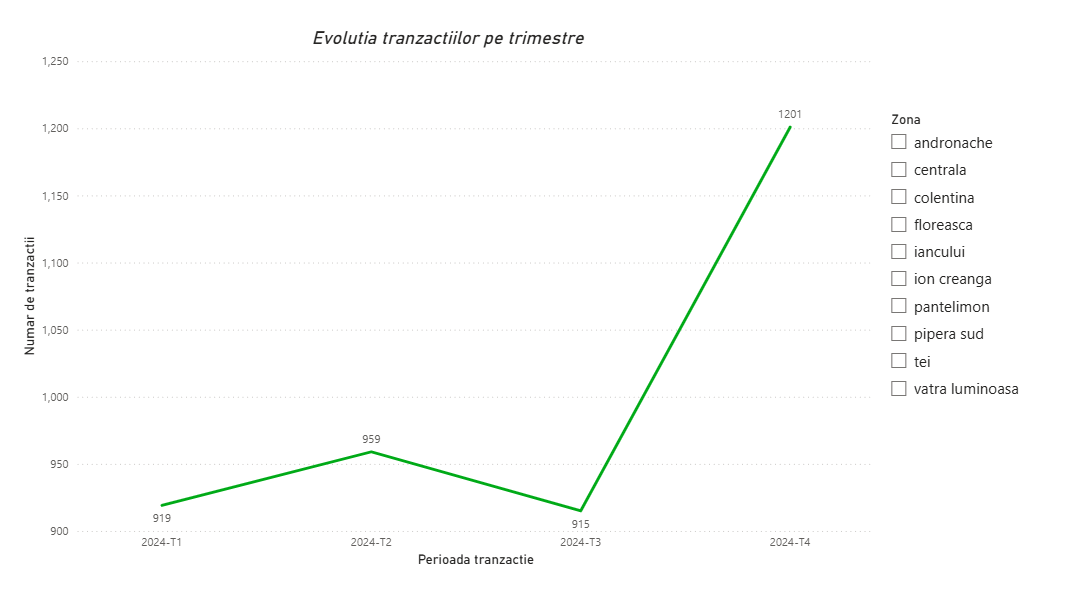 Evolutia tranzactiilor pe trimestre
1,250
1,200
1,150
1,100
1,050
1,000
950
900
Numar de tranzactii
919
959
915
1201
2024-T1
2024-T2
2024-T3
2024-T4
Perioada tranzactie
Zona
andronache
centrala
colentina
floreasca
iancului
ion creanga
pantelimon
pipera sud
tei
vatra luminoasa